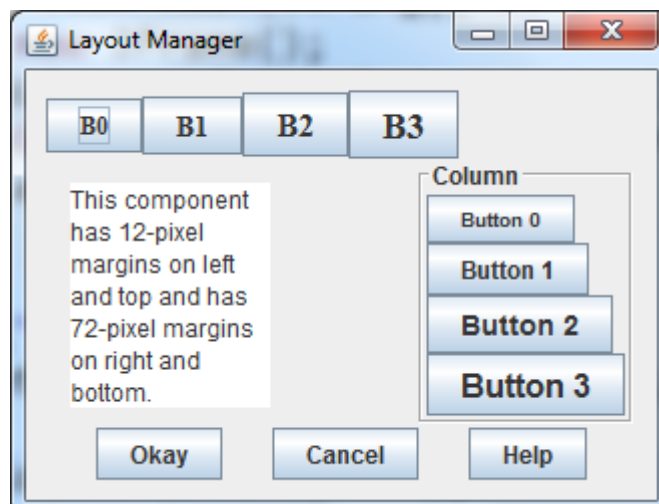 Layout Manager
B0 B1 B2 B3
This component
has 12-pixel
margins on left
and top and has
72-pixel margins
on right and
bottom.
Column
Button 0
Button 1
Button 2
Button 3
Okay Cancel Help